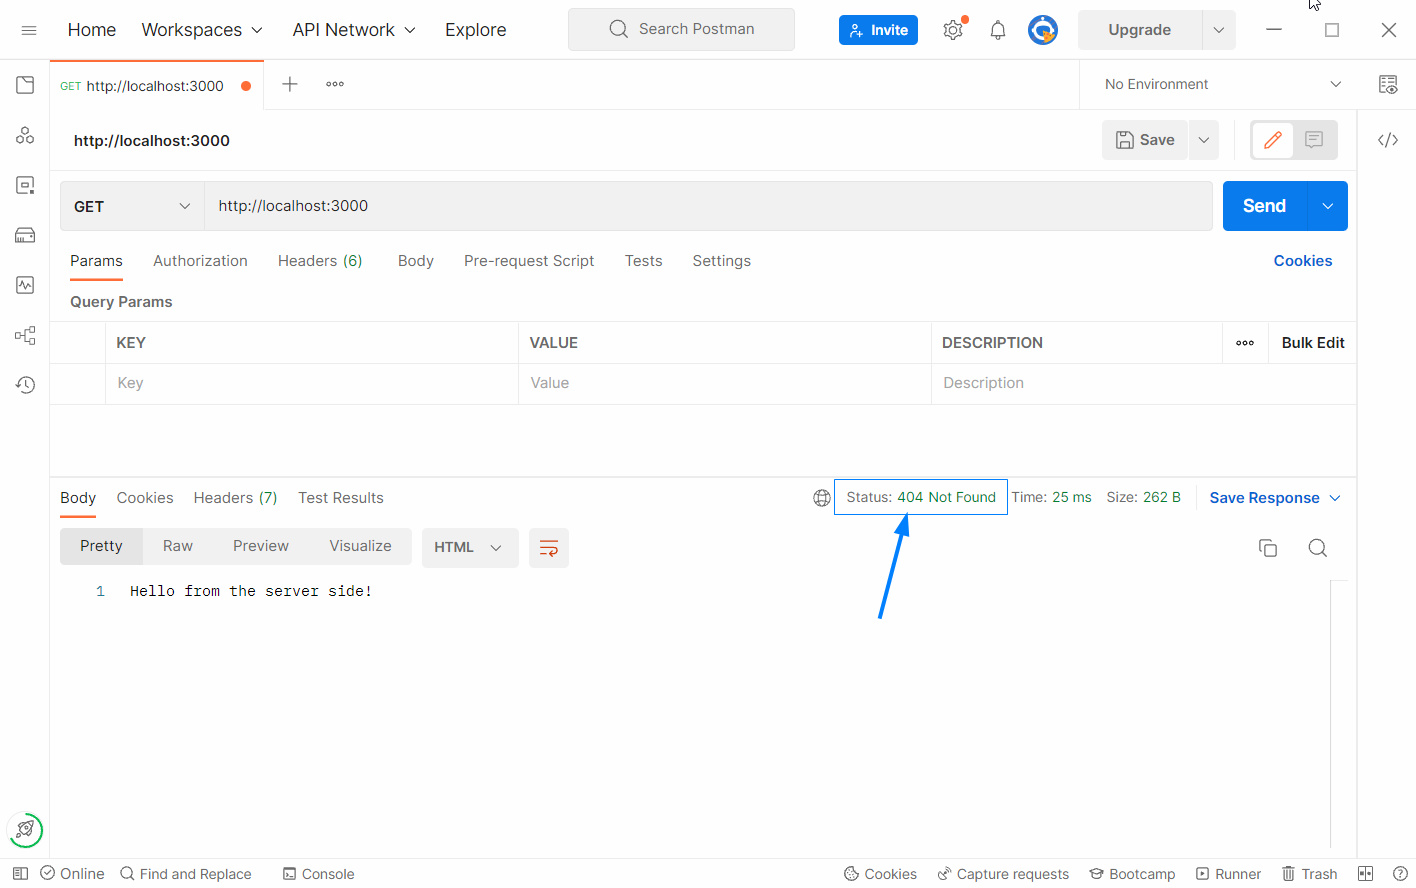 Home Workspaces API Network Explore Search Postman Invite Upgrade
GET http://localhost:3000 No Environment
http://localhost:3000 Save
GET http://localhost:3000 Send
Params Authorization Headers (6) Body Pre-request Script Tests Settings Cookies
Query Params
KEY VALUE DESCRIPTION Bulk Edit
Key Value Description
Body Cookies Headers (7) Test Results Status: 404 Not Found Time: 25 ms Size: 262 B Save Response
Pretty Raw Preview Visualize HTML
1 Hello from the server side!
Online Find and Replace Console Cookies Capture requests Bootcamp Runner Trash